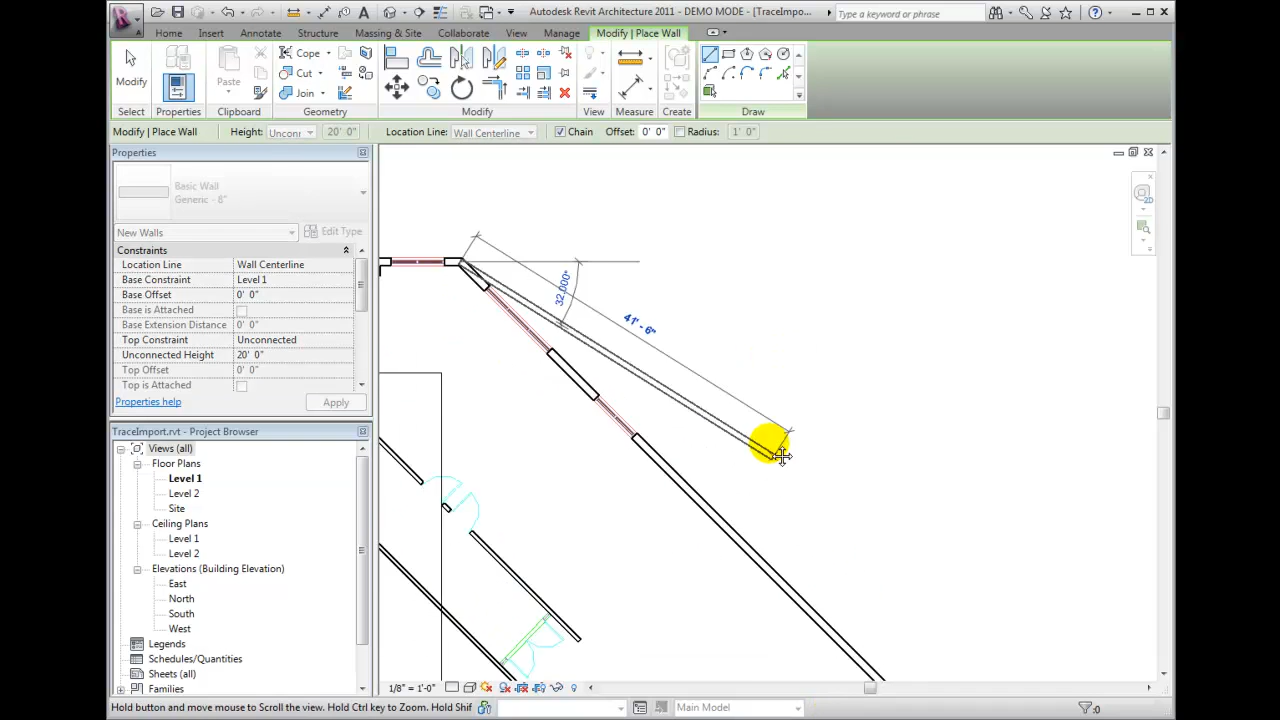 Autodesk Revit Architecture 2011 - DEMO MODE - [TraceImpo...
Type a keyword or phrase
Home Insert Annotate Structure Massing & Site Collaborate View Manage Modify | Place Wall
Modify Paste Cope Cut Join
Select Properties Clipboard Geometry Modify View Measure Create Draw
Modify | Place Wall Height: Unconr 20' 0" Location Line: Wall Centerline Chain Offset: 0' 0" Radius: 1' 0"
Properties
Basic Wall
Generic - 8"
New Walls Edit Type
Constraints
Location Line Wall Centerline
Base Constraint Level 1
Base Offset 0' 0"
Base is Attached
Base Extension Distance 0' 0"
Top Constraint Unconnected
Unconnected Height 20' 0"
Top Offset 0' 0"
Top is Attached
Properties help Apply
32.000°
41' - 6"
TraceImport.rvt - Project Browser
Views (all)
Floor Plans
Level 1
Level 2
Site
Ceiling Plans
Level 1
Level 2
Elevations (Building Elevation)
East
North
South
West
Legends
Schedules/Quantities
Sheets (all)
Families
1/8" = 1'-0"
Hold button and move mouse to Scroll the view. Hold Ctrl key to Zoom. Hold Shif Main Model :0
2D